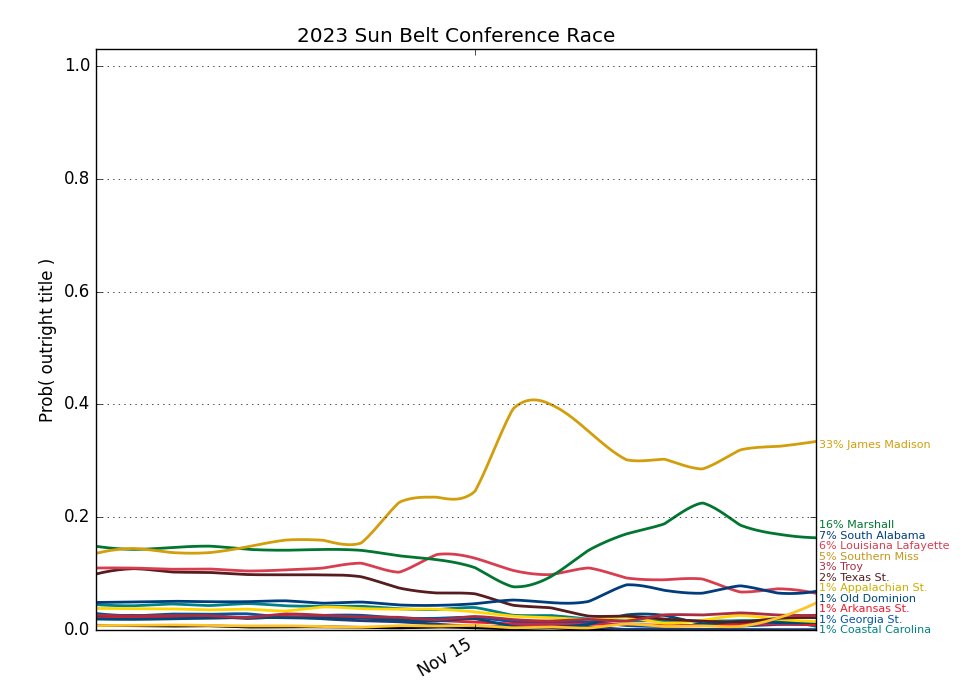 2023 Sun Belt Conference Race
Prob( outright title )
1.0
0.8
0.6
0.4
0.2
0.0
Nov 15
33% James Madison
16% Marshall
7% South Alabama
6% Louisiana Lafayette
5% Southern Miss
3% Troy
2% Texas St.
1% Appalachian St.
1% Old Dominion
1% Arkansas St.
1% Georgia St.
1% Coastal Carolina